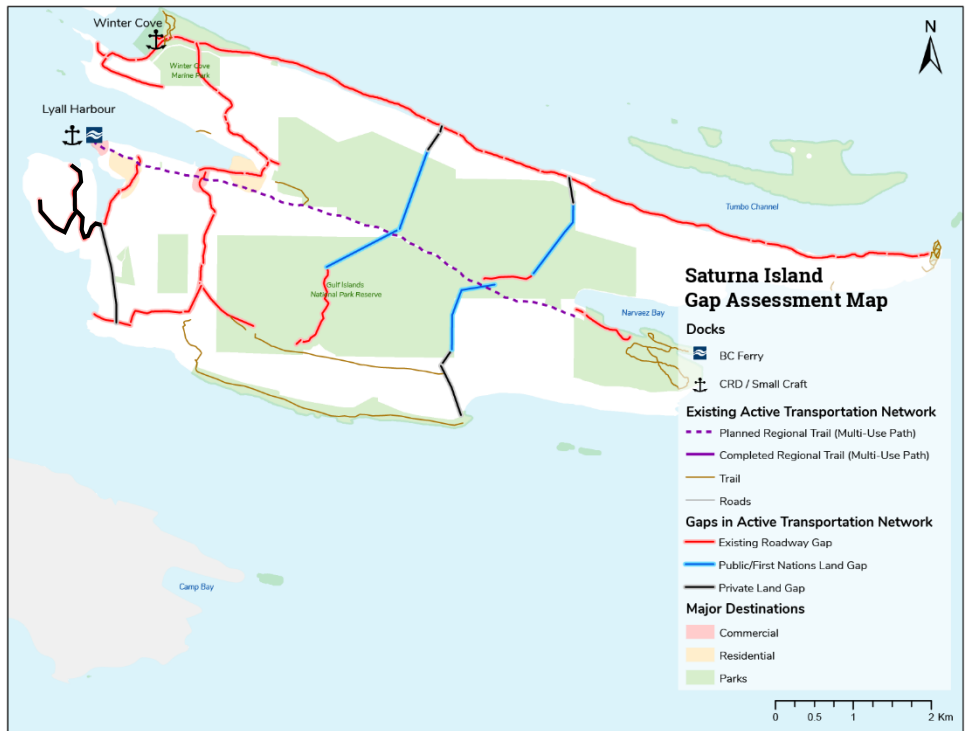 Winter Cove
N
Winter Cove
Marine Park
Lyall Harbour
Tumbo Channel
Gulf Islands
National Park Reserve
Narvaez Bay
Camp Bay
Saturna Island
Gap Assessment Map
Docks
BC Ferry
CRD / Small Craft
Existing Active Transportation Network
Planned Regional Trail (Multi-Use Path)
Completed Regional Trail (Multi-Use Path)
Trail
Roads
Gaps in Active Transportation Network
Existing Roadway Gap
Public/First Nations Land Gap
Private Land Gap
Major Destinations
Commercial
Residential
Parks
0 0.5 1 2 Km